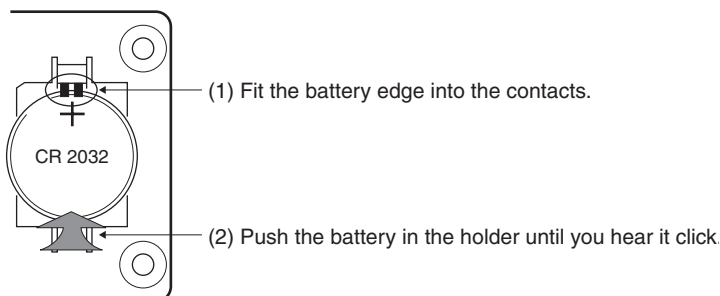 (1) Fit the battery edge into the contacts.
+
CR 2032
(2) Push the battery in the holder until you hear it click.